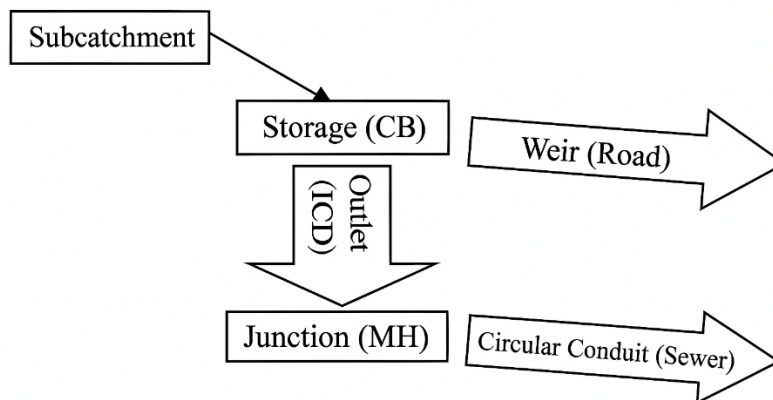 Subcatchment
Storage (CB)
Weir (Road)
Outlet
(ICD)
Junction (MH)
Circular Conduit (Sewer)